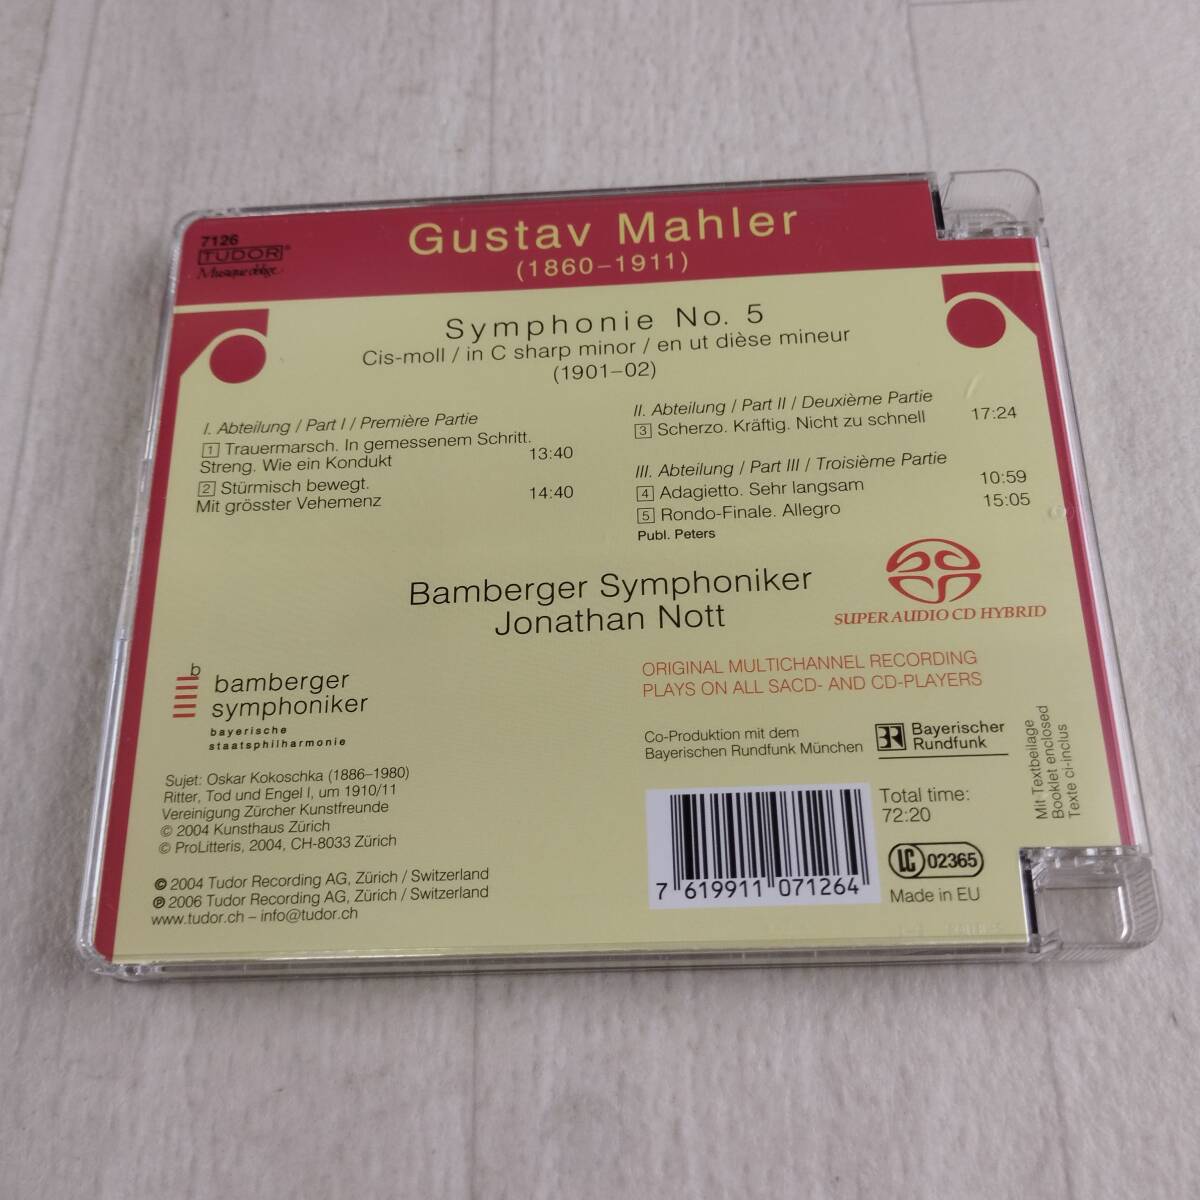 7126
TUDOR®
Musique oblige.
Gustav Mahler
(1860–1911)
Symphonie No. 5
Cis-moll / in C sharp minor / en ut dièse mineur
(1901–02)
I. Abteilung / Part I / Première Partie
1 Trauermarsch. In gemessenem Schritt.
Streng. Wie ein Kondukt 13:40
2 Stürmisch bewegt.
Mit grösster Vehemenz 14:40
II. Abteilung / Part II / Deuxième Partie
3 Scherzo. Kräftig. Nicht zu schnell 17:24
III. Abteilung / Part III / Troisième Partie
4 Adagietto. Sehr langsam 10:59
5 Rondo-Finale. Allegro 15:05
Publ. Peters
Bamberger Symphoniker
Jonathan Nott
SUPER AUDIO CD HYBRID
ORIGINAL MULTICHANNEL RECORDING
PLAYS ON ALL SACD- AND CD-PLAYERS
b
bamberger
symphoniker
bayerische
staatsphilharmonie
Co-Produktion mit dem
Bayerischen Rundfunk München
BR Bayerischer
Rundfunk
Mit Textbeilage
Booklet enclosed
Texte ci-inclus
Sujet: Oskar Kokoschka (1886–1980)
Ritter, Tod und Engel I, um 1910/11
Vereinigung Zürcher Kunstfreunde
© 2004 Kunsthaus Zürich
© ProLitteris, 2004, CH-8033 Zürich
© 2004 Tudor Recording AG, Zürich / Switzerland
℗ 2006 Tudor Recording AG, Zürich / Switzerland
www.tudor.ch – info@tudor.ch
7 619911 071264
Total time:
72:20
LC 02365
Made in EU